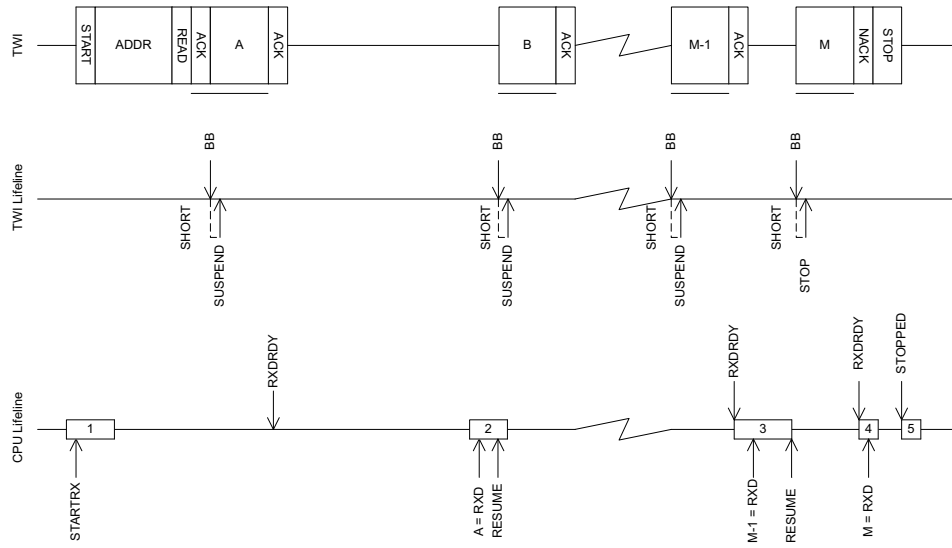 TWI
START
ADDR
READ
ACK
A
ACK
B
ACK
M-1
ACK
M
NACK
STOP
TWI Lifeline
BB
SHORT
SUSPEND
BB
SHORT
SUSPEND
BB
SHORT
SUSPEND
BB
SHORT
STOP
CPU Lifeline
1
STARTRX
RXDRDY
2
A = RXD
RESUME
RXDRDY
3
M-1 = RXD
RESUME
RXDRDY
4
M = RXD
STOPPED
5